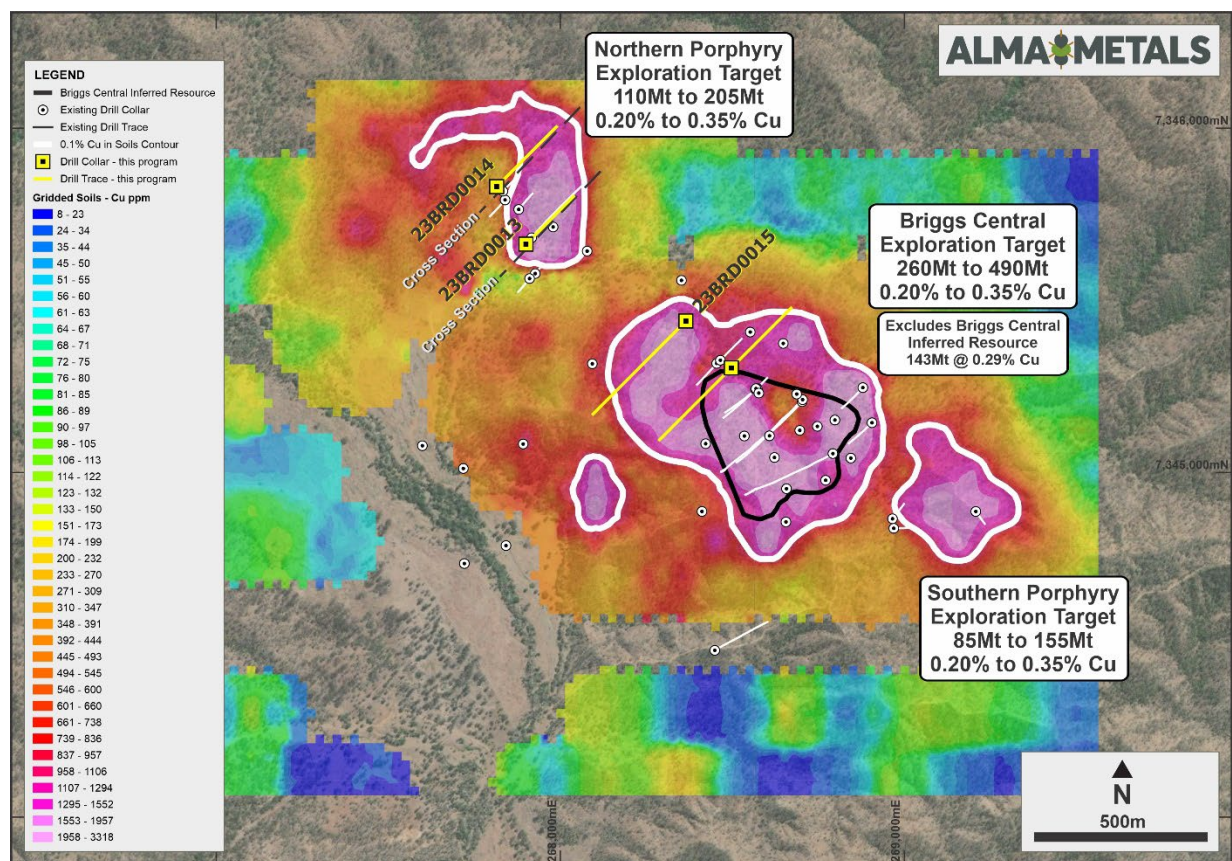 ALMA METALS
LEGEND
Briggs Central Inferred Resource
Existing Drill Collar
Existing Drill Trace
0.1% Cu in Soils Contour
Drill Collar - this program
Drill Trace - this program
Gridded Soils - Cu ppm
8 - 23
24 - 34
35 - 44
45 - 50
51 - 55
56 - 60
61 - 63
64 - 67
68 - 71
72 - 75
76 - 80
81 - 85
86 - 89
90 - 97
98 - 105
106 - 113
114 - 122
123 - 132
133 - 150
151 - 173
174 - 199
200 - 232
233 - 270
271 - 309
310 - 347
348 - 391
392 - 444
445 - 493
494 - 545
546 - 600
601 - 660
661 - 738
739 - 836
837 - 957
958 - 1106
1107 - 1294
1295 - 1552
1553 - 1957
1958 - 3318
Northern Porphyry
Exploration Target
110Mt to 205Mt
0.20% to 0.35% Cu
7,346,000mN
23BRD0014
Cross Section
23BRD0013
Cross Section
23BRD0015
Briggs Central
Exploration Target
260Mt to 490Mt
0.20% to 0.35% Cu
Excludes Briggs Central
Inferred Resource
143Mt @ 0.29% Cu
7,345,000mN
Southern Porphyry
Exploration Target
85Mt to 155Mt
0.20% to 0.35% Cu
268,000mE
269,000mE
N
500m